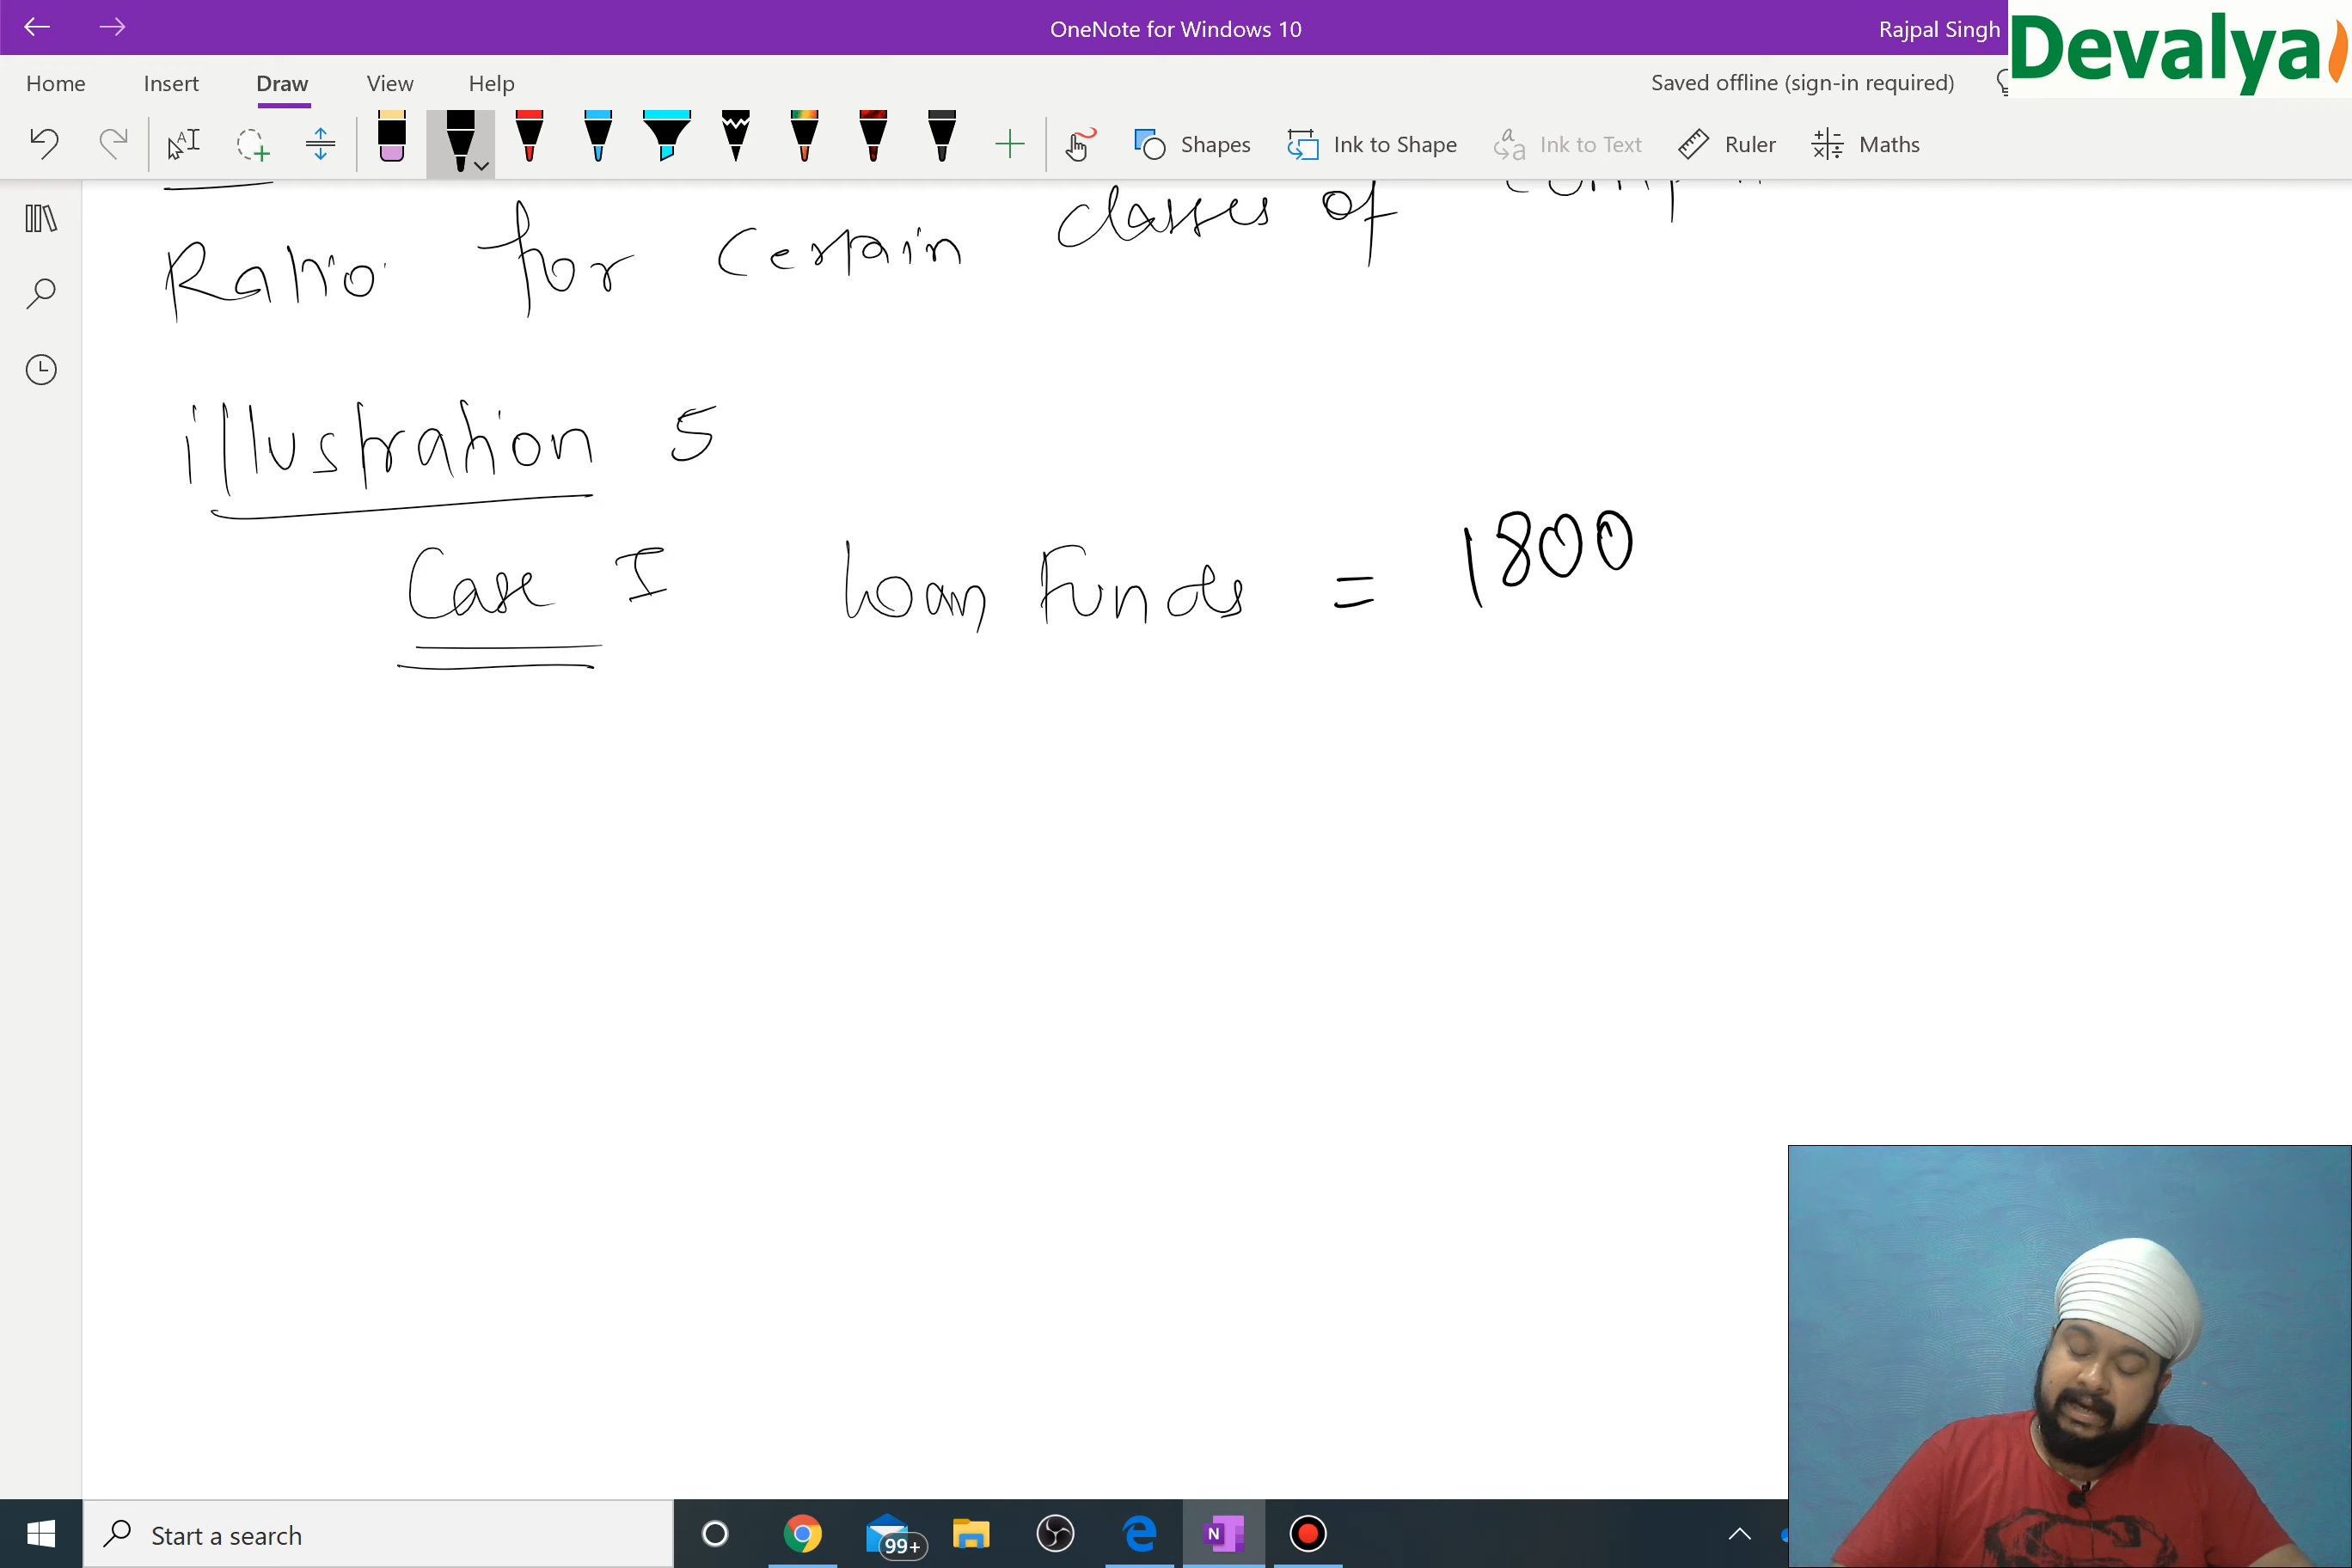 OneNote for Windows 10
Rajpal Singh
Devalya
Home Insert Draw View Help
Saved offline (sign-in required)
Shapes Ink to Shape Ink to Text Ruler Maths
Ratio for certain classes of
illustration 5
Case I Loan Funds = 1800
Start a search
99+